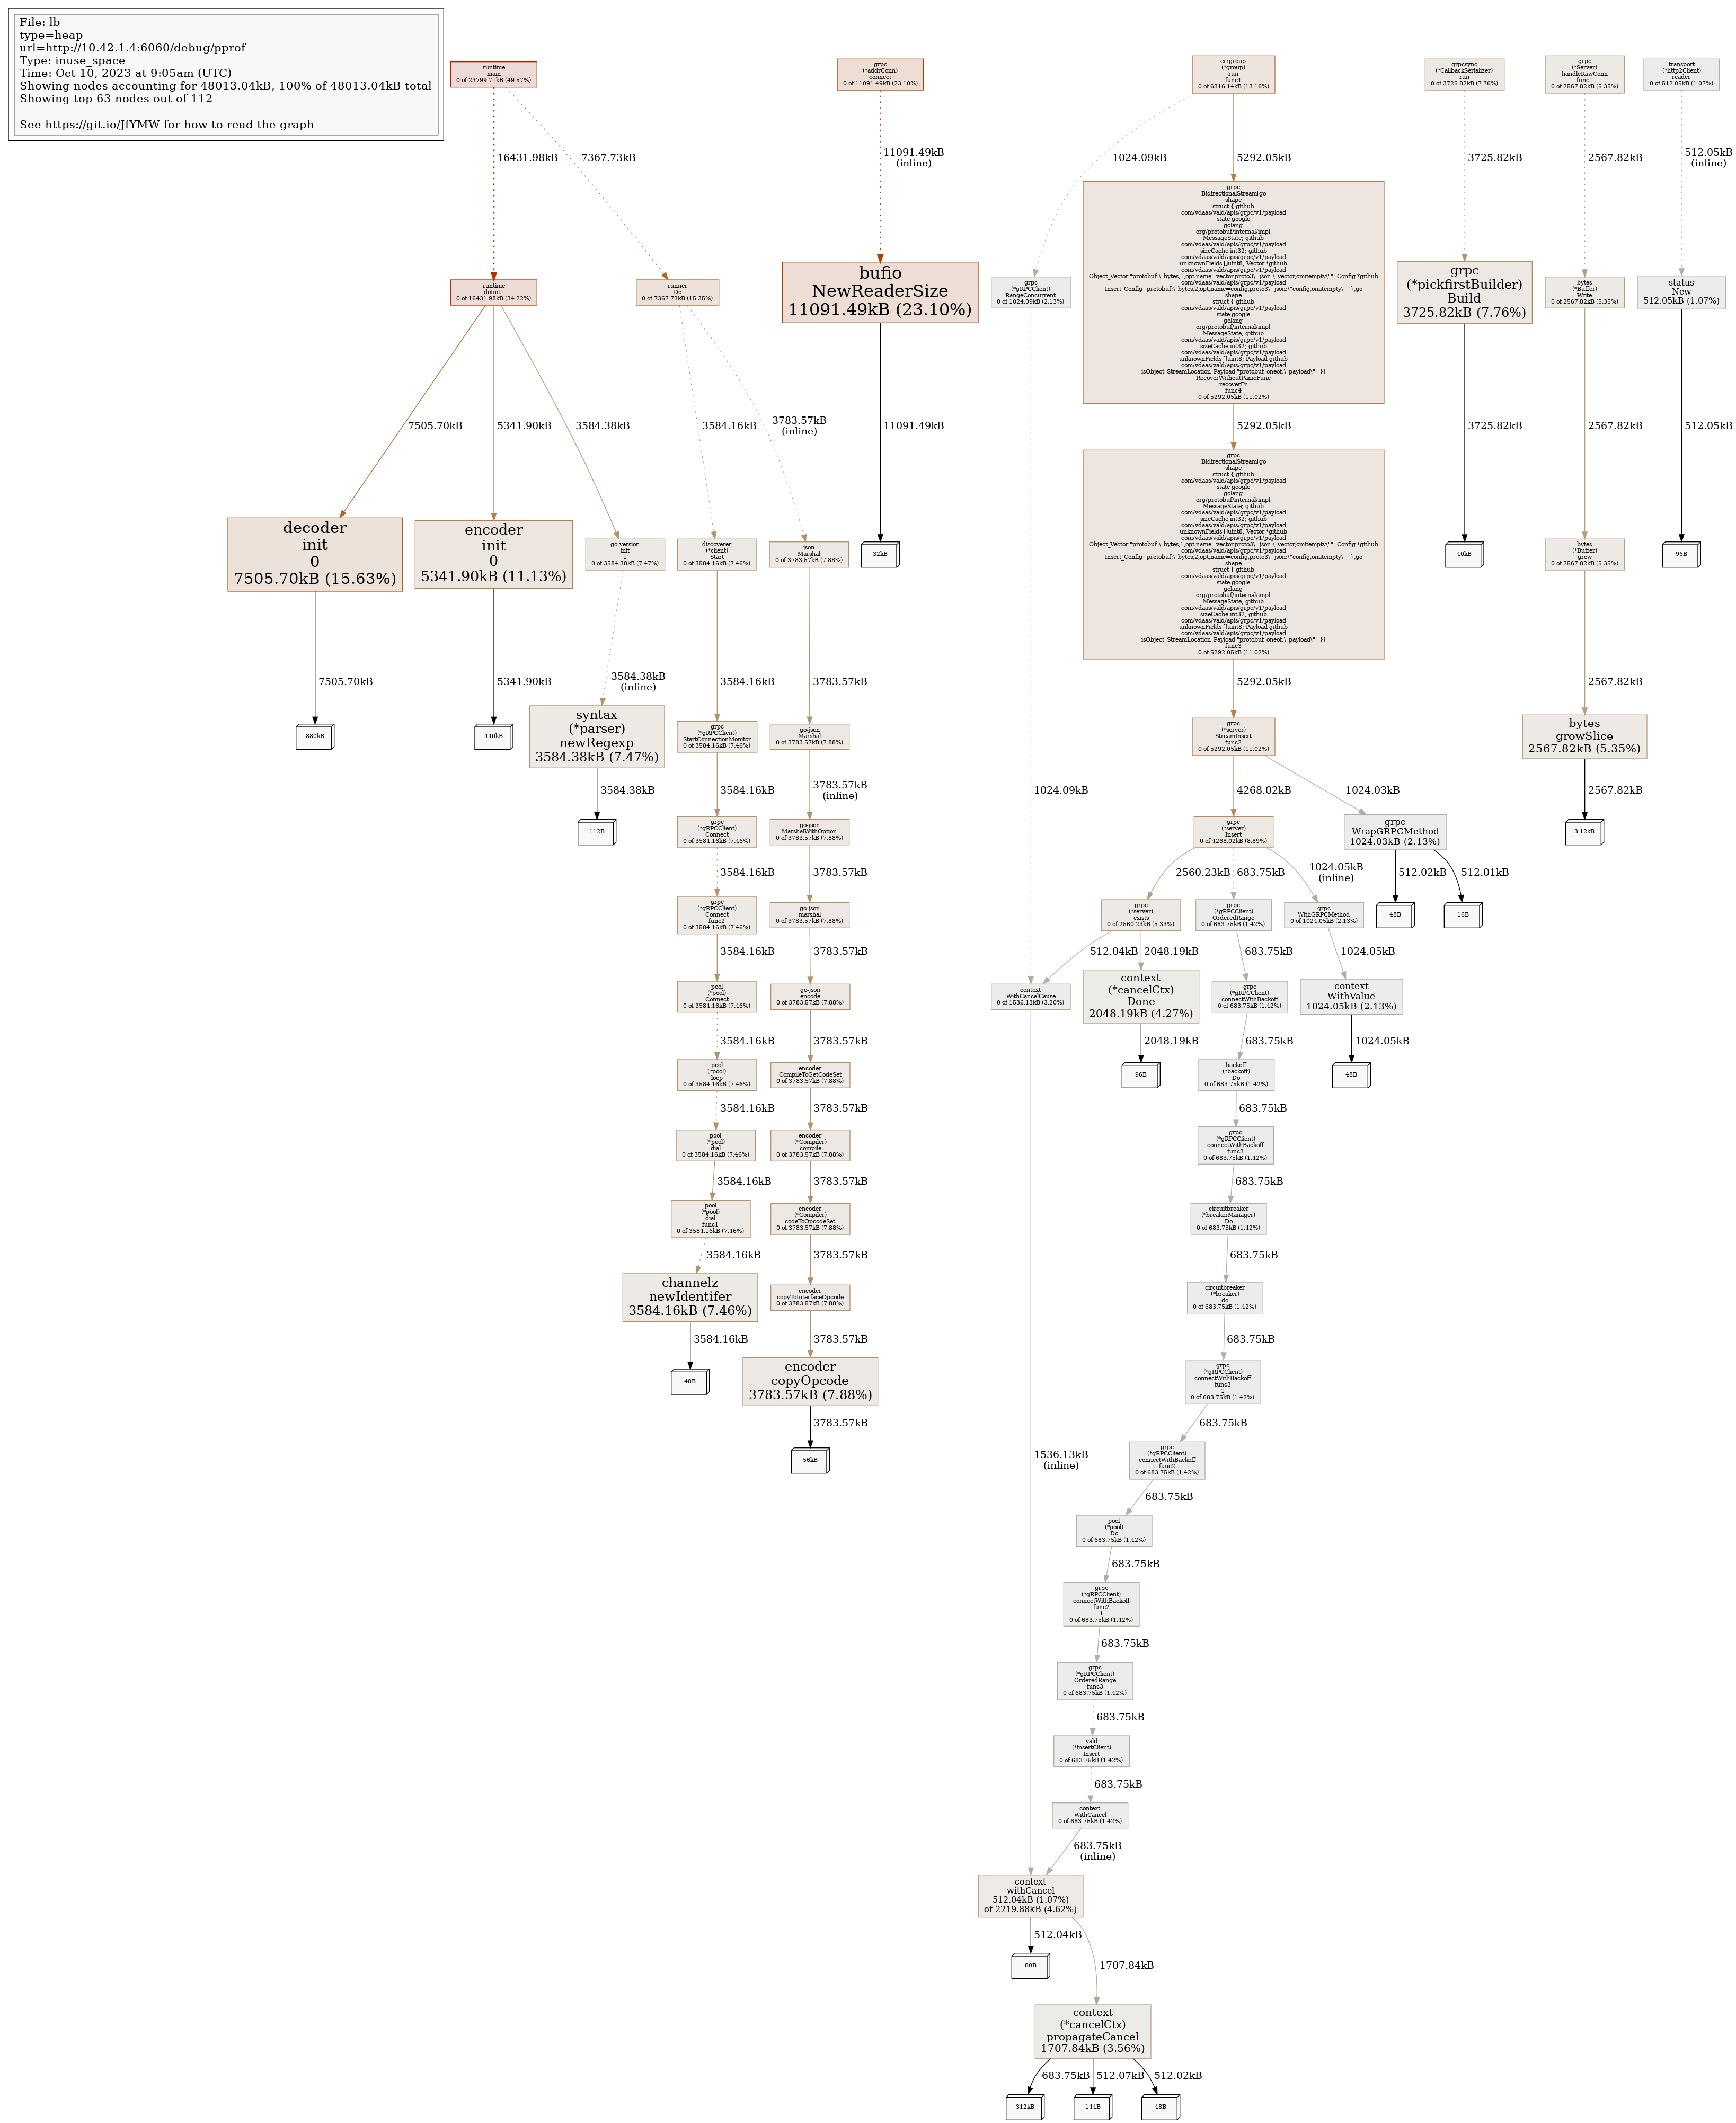 File: lb
type=heap
url=http://10.42.1.4:6060/debug/pprof
Type: inuse_space
Time: Oct 10, 2023 at 9:05am (UTC)
Showing nodes accounting for 48013.04kB, 100% of 48013.04kB total
Showing top 63 nodes out of 112
See https://git.io/JfYMW for how to read the graph
runtime
main
0 of 23799.71kB (49.57%)
grpc
(*addrConn)
connect
0 of 11091.49kB (23.10%)
errgroup
(*group)
run
func1
0 of 6316.14kB (13.16%)
grpcsync
(*CallbackSerializer)
run
0 of 3725.82kB (7.76%)
grpc
(*Server)
handleRawConn
func1
0 of 2567.82kB (5.35%)
transport
(*http2Client)
reader
0 of 512.05kB (1.07%)
16431.98kB
7367.73kB
11091.49kB
(inline)
1024.09kB
5292.05kB
3725.82kB
2567.82kB
512.05kB
(inline)
runtime
doInit1
0 of 16431.98kB (34.22%)
runner
Do
0 of 7367.73kB (15.35%)
bufio
NewReaderSize
11091.49kB (23.10%)
grpc
(*gRPCClient)
RangeConcurrent
0 of 1024.09kB (2.13%)
grpc
BidirectionalStream[go
shape
struct { github
com/vdaas/vald/apis/grpc/v1/payload
state google
golang
org/protobuf/internal/impl
MessageState; github
com/vdaas/vald/apis/grpc/v1/payload
sizeCache int32; github
com/vdaas/vald/apis/grpc/v1/payload
unknownFields []uint8; Vector *github
com/vdaas/vald/apis/grpc/v1/payload
Object_Vector "protobuf:\"bytes,1,opt,name=vector,proto3\" json:\"vector,omitempty\""; Config *github
com/vdaas/vald/apis/grpc/v1/payload
Insert_Config "protobuf:\"bytes,2,opt,name=config,proto3\" json:\"config,omitempty\"" },go
shape
struct { github
com/vdaas/vald/apis/grpc/v1/payload
state google
golang
org/protobuf/internal/impl
MessageState; github
com/vdaas/vald/apis/grpc/v1/payload
sizeCache int32; github
com/vdaas/vald/apis/grpc/v1/payload
unknownFields []uint8; Payload github
com/vdaas/vald/apis/grpc/v1/payload
isObject_StreamLocation_Payload "protobuf_oneof:\"payload\"" }]
RecoverWithoutPanicFunc
recoverFn
func4
0 of 5292.05kB (11.02%)
grpc
(*pickfirstBuilder)
Build
3725.82kB (7.76%)
bytes
(*Buffer)
Write
0 of 2567.82kB (5.35%)
status
New
512.05kB (1.07%)
7505.70kB
5341.90kB
3584.38kB
3584.16kB
3783.57kB
(inline)
11091.49kB
5292.05kB
3725.82kB
2567.82kB
512.05kB
decoder
init
0
7505.70kB (15.63%)
encoder
init
0
5341.90kB (11.13%)
go-version
init
1
0 of 3584.38kB (7.47%)
discoverer
(*client)
Start
0 of 3584.16kB (7.46%)
json
Marshal
0 of 3783.57kB (7.88%)
32kB
grpc
BidirectionalStream[go
shape
struct { github
com/vdaas/vald/apis/grpc/v1/payload
state google
golang
org/protobuf/internal/impl
MessageState; github
com/vdaas/vald/apis/grpc/v1/payload
sizeCache int32; github
com/vdaas/vald/apis/grpc/v1/payload
unknownFields []uint8; Vector *github
com/vdaas/vald/apis/grpc/v1/payload
Object_Vector "protobuf:\"bytes,1,opt,name=vector,proto3\" json:\"vector,omitempty\""; Config *github
com/vdaas/vald/apis/grpc/v1/payload
Insert_Config "protobuf:\"bytes,2,opt,name=config,proto3\" json:\"config,omitempty\"" },go
shape
struct { github
com/vdaas/vald/apis/grpc/v1/payload
state google
golang
org/protobuf/internal/impl
MessageState; github
com/vdaas/vald/apis/grpc/v1/payload
sizeCache int32; github
com/vdaas/vald/apis/grpc/v1/payload
unknownFields []uint8; Payload github
com/vdaas/vald/apis/grpc/v1/payload
isObject_StreamLocation_Payload "protobuf_oneof:\"payload\"" }]
func3
0 of 5292.05kB (11.02%)
40kB
bytes
(*Buffer)
grow
0 of 2567.82kB (5.35%)
96B
7505.70kB
5341.90kB
3584.38kB
(inline)
3584.16kB
3783.57kB
5292.05kB
2567.82kB
880kB
440kB
syntax
(*parser)
newRegexp
3584.38kB (7.47%)
grpc
(*gRPCClient)
StartConnectionMonitor
0 of 3584.16kB (7.46%)
go-json
Marshal
0 of 3783.57kB (7.88%)
grpc
(*server)
StreamInsert
func2
0 of 5292.05kB (11.02%)
bytes
growSlice
2567.82kB (5.35%)
3584.38kB
3584.16kB
3783.57kB
(inline)
1024.09kB
4268.02kB
1024.03kB
2567.82kB
112B
grpc
(*gRPCClient)
Connect
0 of 3584.16kB (7.46%)
go-json
MarshalWithOption
0 of 3783.57kB (7.88%)
grpc
(*server)
Insert
0 of 4268.02kB (8.89%)
grpc
WrapGRPCMethod
1024.03kB (2.13%)
3.12kB
3584.16kB
3783.57kB
2560.23kB
683.75kB
1024.05kB
(inline)
512.02kB
512.01kB
grpc
(*gRPCClient)
Connect
func2
0 of 3584.16kB (7.46%)
go-json
marshal
0 of 3783.57kB (7.88%)
grpc
(*server)
exists
0 of 2560.23kB (5.33%)
grpc
(*gRPCClient)
OrderedRange
0 of 683.75kB (1.42%)
grpc
WithGRPCMethod
0 of 1024.05kB (2.13%)
48B
16B
3584.16kB
3783.57kB
512.04kB
2048.19kB
683.75kB
1024.05kB
pool
(*pool)
Connect
0 of 3584.16kB (7.46%)
go-json
encode
0 of 3783.57kB (7.88%)
context
WithCancelCause
0 of 1536.13kB (3.20%)
context
(*cancelCtx)
Done
2048.19kB (4.27%)
grpc
(*gRPCClient)
connectWithBackoff
0 of 683.75kB (1.42%)
context
WithValue
1024.05kB (2.13%)
3584.16kB
3783.57kB
2048.19kB
683.75kB
1024.05kB
pool
(*pool)
loop
0 of 3584.16kB (7.46%)
encoder
CompileToGetCodeSet
0 of 3783.57kB (7.88%)
96B
backoff
(*backoff)
Do
0 of 683.75kB (1.42%)
48B
3584.16kB
3783.57kB
683.75kB
pool
(*pool)
dial
0 of 3584.16kB (7.46%)
encoder
(*Compiler)
compile
0 of 3783.57kB (7.88%)
grpc
(*gRPCClient)
connectWithBackoff
func3
0 of 683.75kB (1.42%)
3584.16kB
3783.57kB
683.75kB
pool
(*pool)
dial
func1
0 of 3584.16kB (7.46%)
encoder
(*Compiler)
codeToOpcodeSet
0 of 3783.57kB (7.88%)
circuitbreaker
(*breakerManager)
Do
0 of 683.75kB (1.42%)
3584.16kB
3783.57kB
683.75kB
channelz
newIdentifer
3584.16kB (7.46%)
encoder
copyToInterfaceOpcode
0 of 3783.57kB (7.88%)
circuitbreaker
(*breaker)
do
0 of 683.75kB (1.42%)
3584.16kB
3783.57kB
683.75kB
48B
encoder
copyOpcode
3783.57kB (7.88%)
grpc
(*gRPCClient)
connectWithBackoff
func3
1
0 of 683.75kB (1.42%)
3783.57kB
683.75kB
56kB
1536.13kB
(inline)
grpc
(*gRPCClient)
connectWithBackoff
func2
0 of 683.75kB (1.42%)
683.75kB
pool
(*pool)
Do
0 of 683.75kB (1.42%)
683.75kB
grpc
(*gRPCClient)
connectWithBackoff
func2
1
0 of 683.75kB (1.42%)
683.75kB
grpc
(*gRPCClient)
OrderedRange
func3
0 of 683.75kB (1.42%)
683.75kB
vald
(*insertClient)
Insert
0 of 683.75kB (1.42%)
683.75kB
context
WithCancel
0 of 683.75kB (1.42%)
683.75kB
(inline)
context
withCancel
512.04kB (1.07%)
of 2219.88kB (4.62%)
512.04kB
1707.84kB
80B
context
(*cancelCtx)
propagateCancel
1707.84kB (3.56%)
683.75kB
512.07kB
512.02kB
312kB
144B
48B